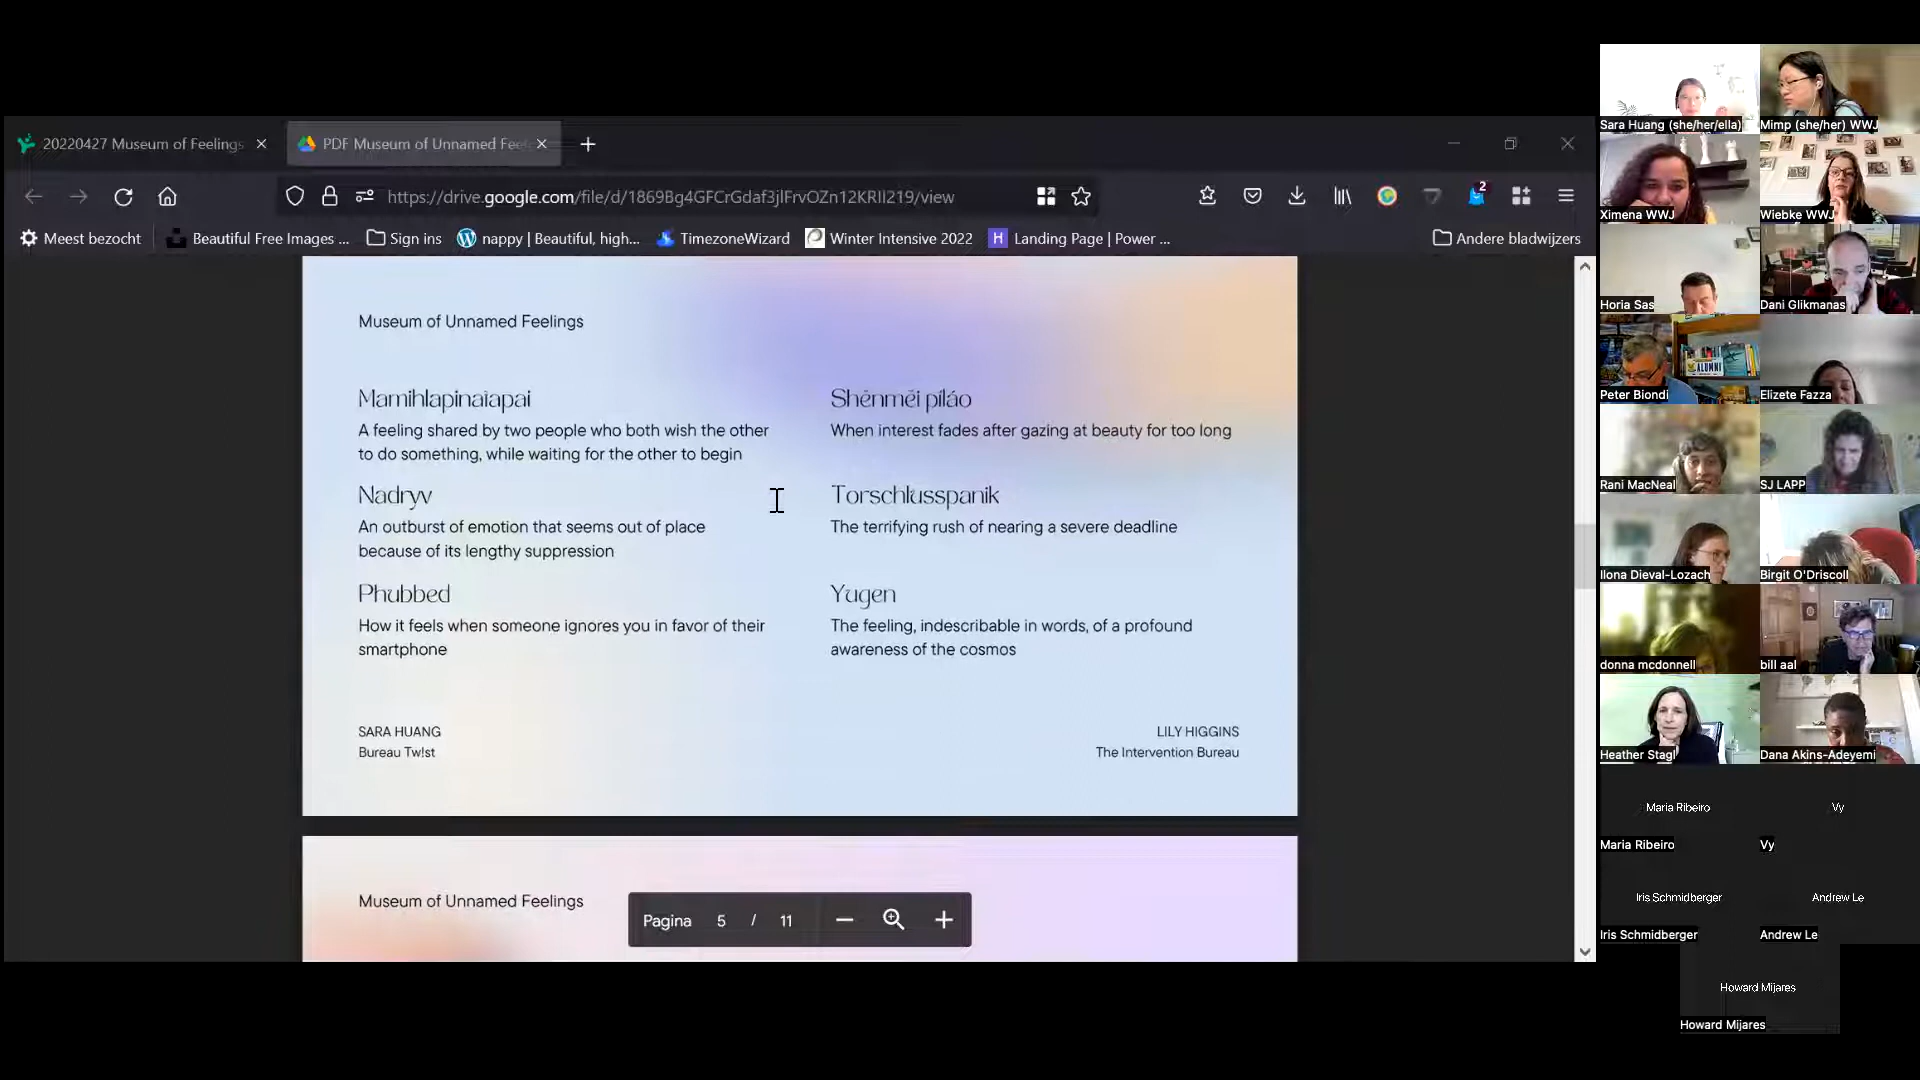 20220427 Museum of Feelings
PDF Museum of Unnamed Fee
https://drive.google.com/file/d/1869Bg4GFCrGdaf3jlFrvOZn12KRIl219/view
2
Meest bezocht
Beautiful Free Images ...
Sign ins
nappy | Beautiful, high...
TimezoneWizard
Winter Intensive 2022
H Landing Page | Power ...
Andere bladwijzers
Museum of Unnamed Feelings
Mamihlapinaìapai
A feeling shared by two people who both wish the other
to do something, while waiting for the other to begin
Nadryv
An outburst of emotion that seems out of place
because of its lengthy suppression
Phubbed
How it feels when someone ignores you in favor of their
smartphone
Shěnměi píláo
When interest fades after gazing at beauty for too long
Torschlusspanik
The terrifying rush of nearing a severe deadline
Yugen
The feeling, indescribable in words, of a profound
awareness of the cosmos
SARA HUANG
Bureau Tw!st
LILY HIGGINS
The Intervention Bureau
Museum of Unnamed Feelings
Pagina 5 / 11
Sara Huang (she/her/ella)
Mimp (she/her) WWJ
Ximena WWJ
Wiebke WWJ
Horia Sas
Dani Glikmanas
ALUMNI
Peter Biondi
Elizete Fazza
Rani MacNeal
SJ LAPP
Ilona Dieval-Lozach
Birgit O'Driscoll
donna mcdonnell
bill aal
Heather Stagl
Dana Akins-Adeyemi
Maria Ribeiro
Vy
Maria Ribeiro
Vy
Iris Schmidberger
Andrew Le
Iris Schmidberger
Andrew Le
Howard Mijares
Howard Mijares